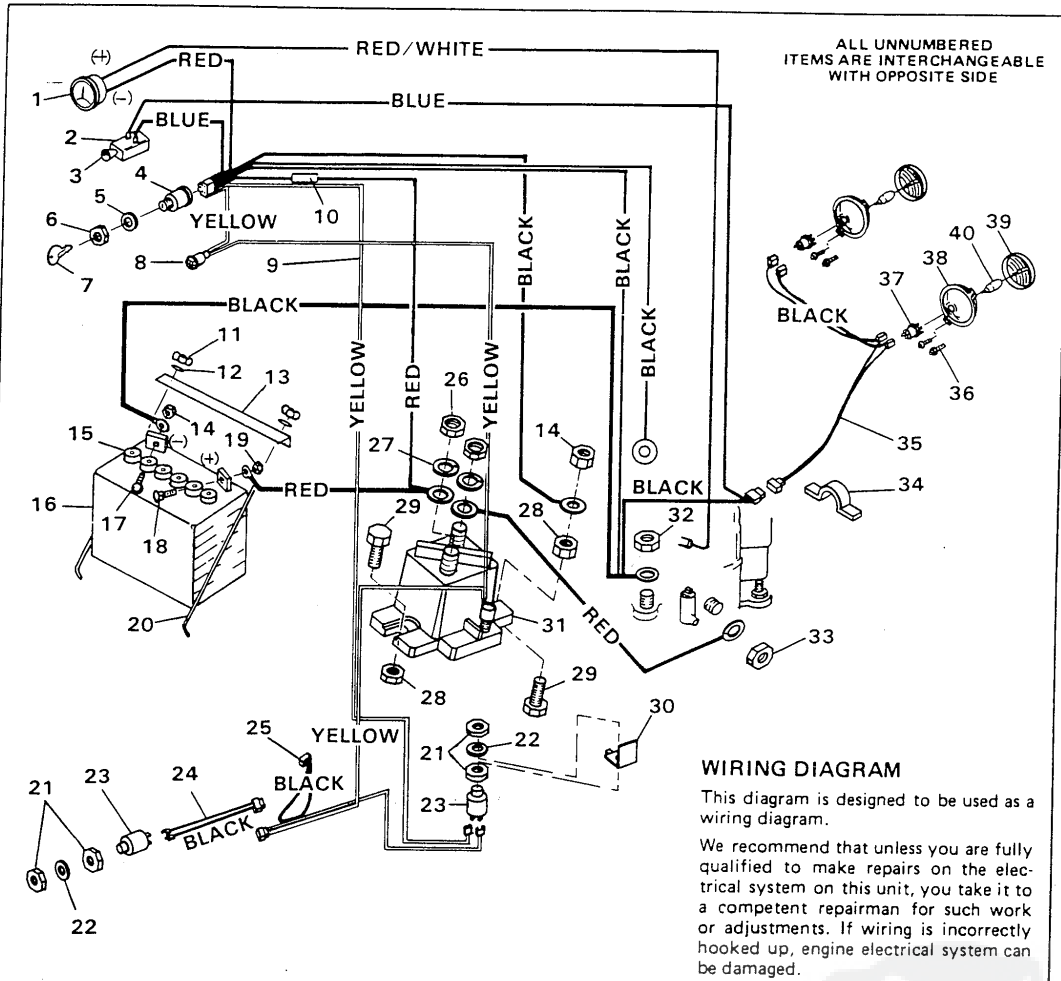 ALL UNNUMBERED
ITEMS ARE INTERCHANGEABLE
WITH OPPOSITE SIDE
RED/WHITE
(+)
RED
1
(-)
BLUE
2
BLUE
3
4
5
10
6
YELLOW
7
8
9
BLACK
BLACK
BLACK
BLACK
39
40
38
37
BLACK
36
11
12
13
26
14
RED
YELLOW
YELLOW
14
27
15
(-)
(+)
19
RED
35
BLACK
34
16
17
18
29
28
32
20
31
RED
33
28
29
30
YELLOW
25
21
22
BLACK
23
24
23
21
BLACK
22
WIRING DIAGRAM
This diagram is designed to be used as a
wiring diagram.
We recommend that unless you are fully
qualified to make repairs on the elec-
trical system on this unit, you take it to
a competent repairman for such work
or adjustments. If wiring is incorrectly
hooked up, engine electrical system can
be damaged.